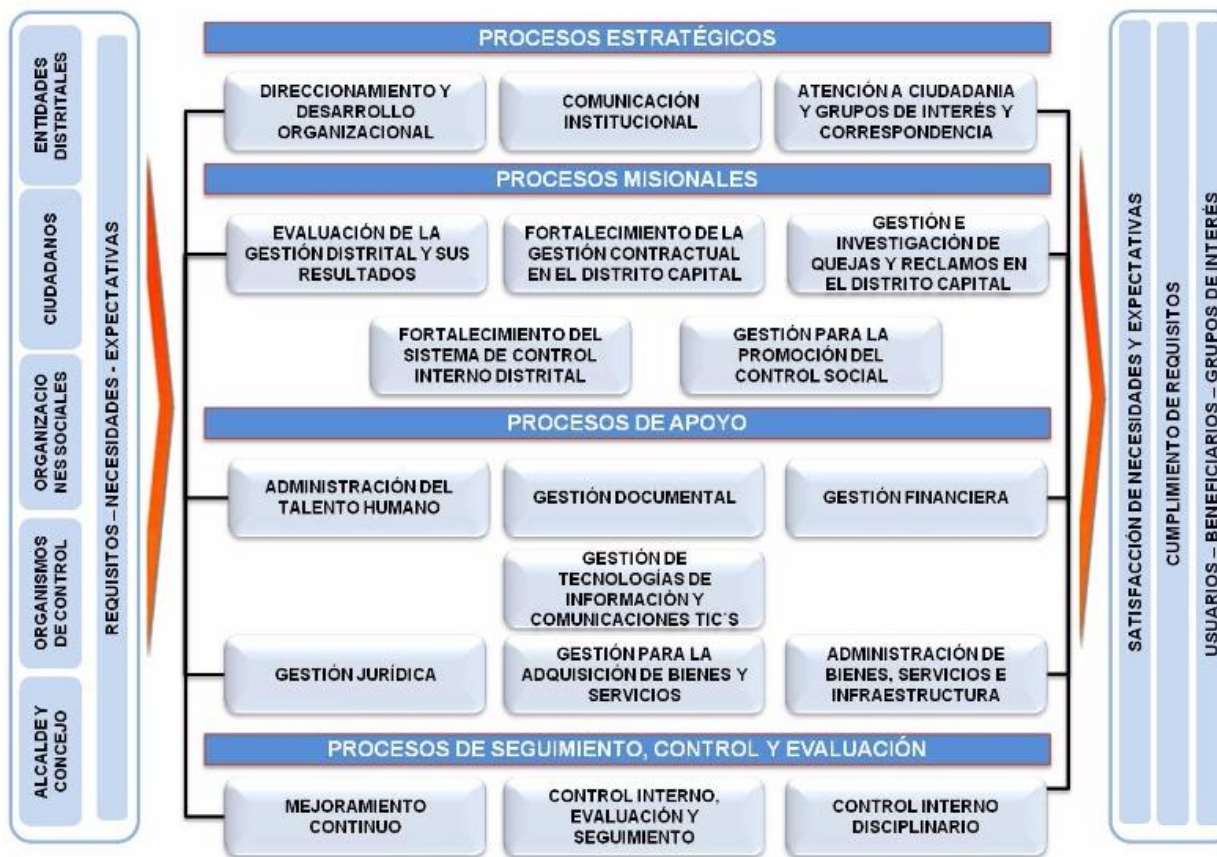 ENTIDADES
DISTRITALES
CIUDADANOS
ORGANIZACIO
NES SOCIALES
ORGANISMOS
DE CONTROL
ALCALDE Y
CONCEJO
REQUISITOS – NECESIDADES - EXPECTATIVAS
PROCESOS ESTRATÉGICOS
DIRECCIONAMIENTO Y
DESARROLLO
ORGANIZACIONAL
COMUNICACIÓN
INSTITUCIONAL
ATENCIÓN A CIUDADANIA
Y GRUPOS DE INTERÉS Y
CORRESPONDENCIA
PROCESOS MISIONALES
EVALUACIÓN DE LA
GESTIÓN DISTRITAL Y SUS
RESULTADOS
FORTALECIMIENTO DE LA
GESTIÓN CONTRACTUAL
EN EL DISTRITO CAPITAL
GESTIÓN E
INVESTIGACIÓN DE
QUEJAS Y RECLAMOS EN
EL DISTRITO CAPITAL
FORTALECIMIENTO DEL
SISTEMA DE CONTROL
INTERNO DISTRITAL
GESTIÓN PARA LA
PROMOCIÓN DEL
CONTROL SOCIAL
PROCESOS DE APOYO
ADMINISTRACIÓN DEL
TALENTO HUMANO
GESTIÓN DOCUMENTAL
GESTIÓN FINANCIERA
GESTIÓN DE
TECNOLOGÍAS DE
INFORMACIÓN Y
COMUNICACIONES TIC´S
GESTIÓN JURÍDICA
GESTIÓN PARA LA
ADQUISICIÓN DE BIENES Y
SERVICIOS
ADMINISTRACIÓN DE
BIENES, SERVICIOS E
INFRAESTRUCTURA
PROCESOS DE SEGUIMIENTO, CONTROL Y EVALUACIÓN
MEJORAMIENTO
CONTINUO
CONTROL INTERNO,
EVALUACIÓN Y
SEGUIMIENTO
CONTROL INTERNO
DISCIPLINARIO
SATISFACCIÓN DE NECESIDADES Y EXPECTATIVAS
CUMPLIMIENTO DE REQUISITOS
USUARIOS – BENEFICIARIOS – GRUPOS DE INTERÉS